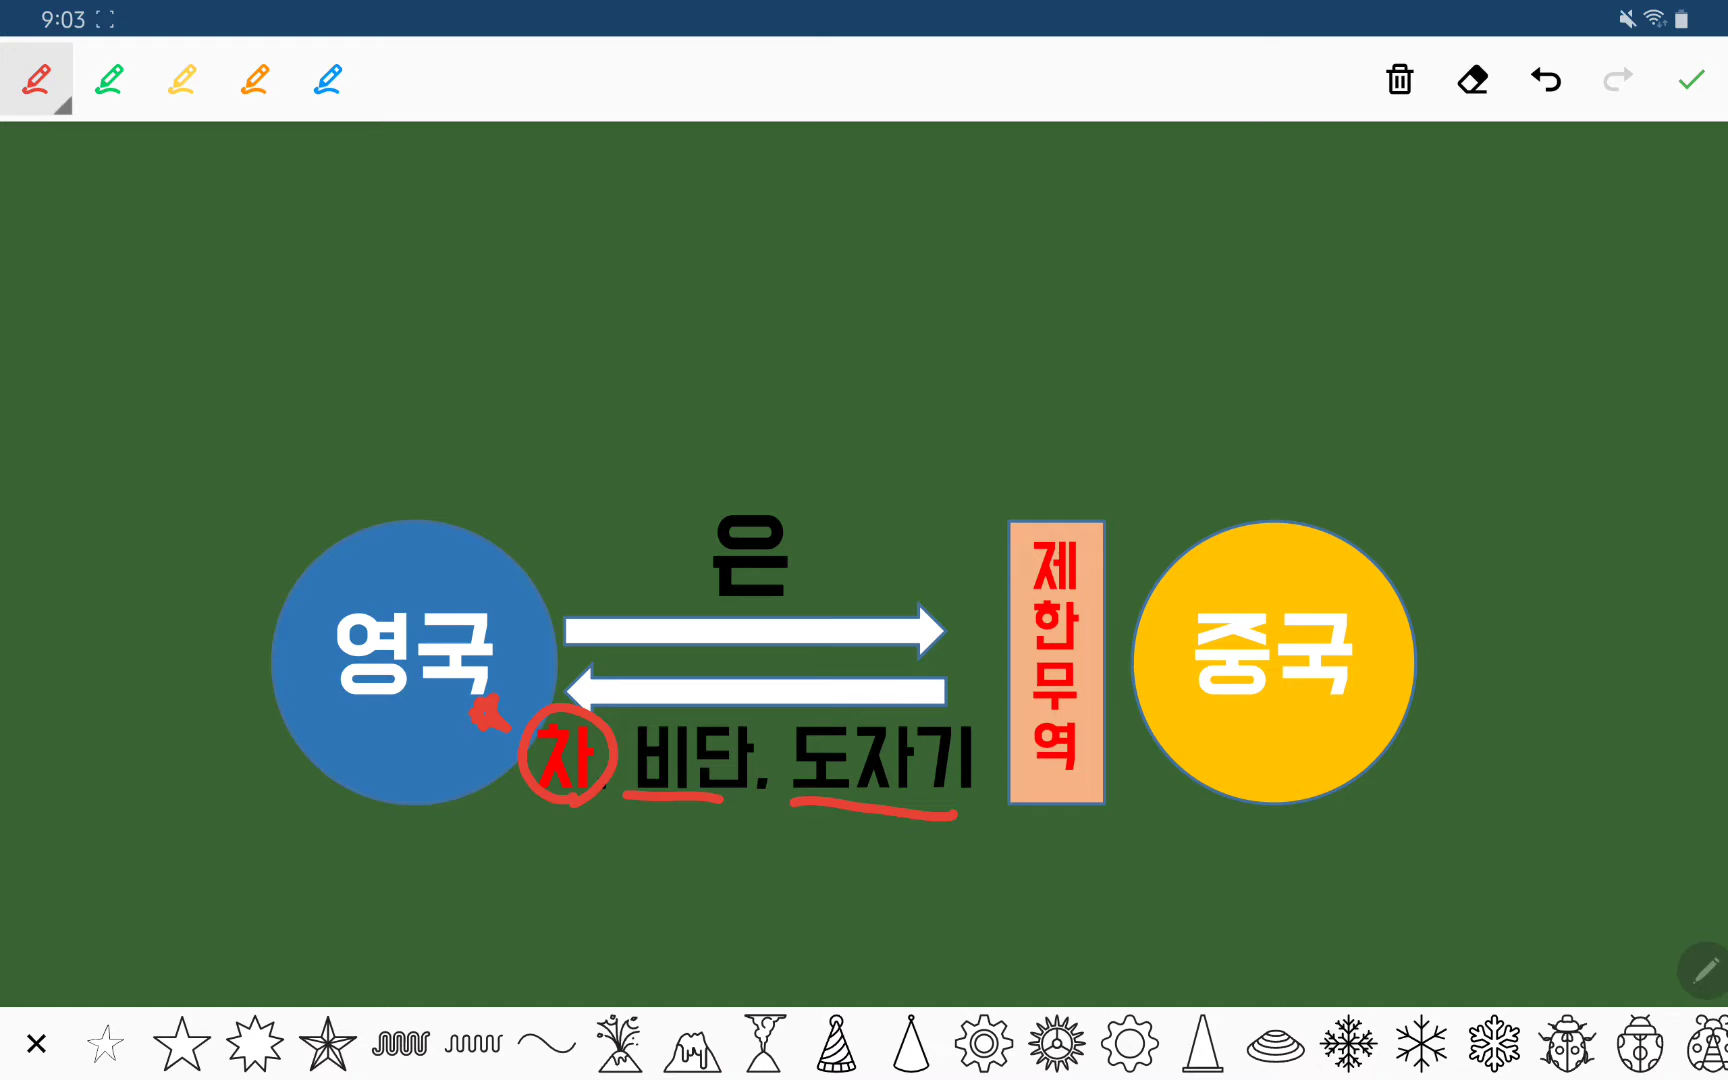 9:03
은
영국
제한무역
중국
차, 비단, 도자기